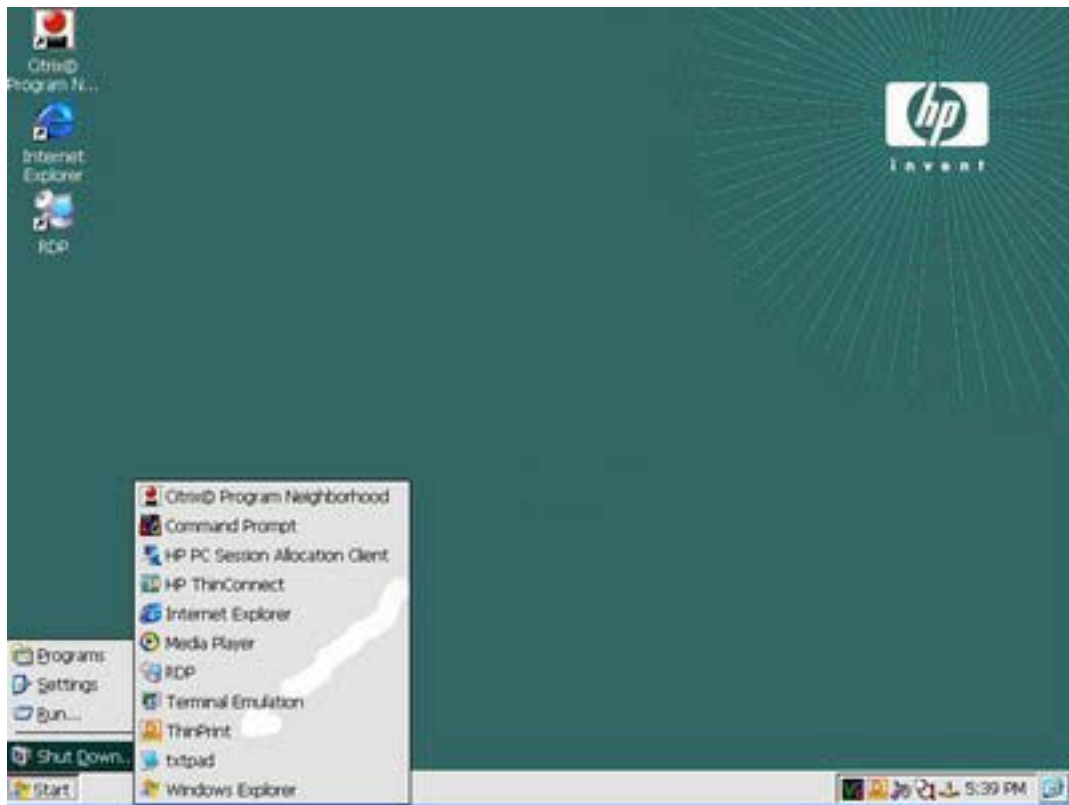 Citrix©
Program N...
Internet
Explorer
RDP
hp
invent
Citrix© Program Neighborhood
Command Prompt
HP PC Session Allocation Client
HP ThinConnect
Internet Explorer
Media Player
RDP
Terminal Emulation
ThinPrint
txtpad
Windows Explorer
Programs
Settings
Run...
Shut Down...
Start
5:39 PM